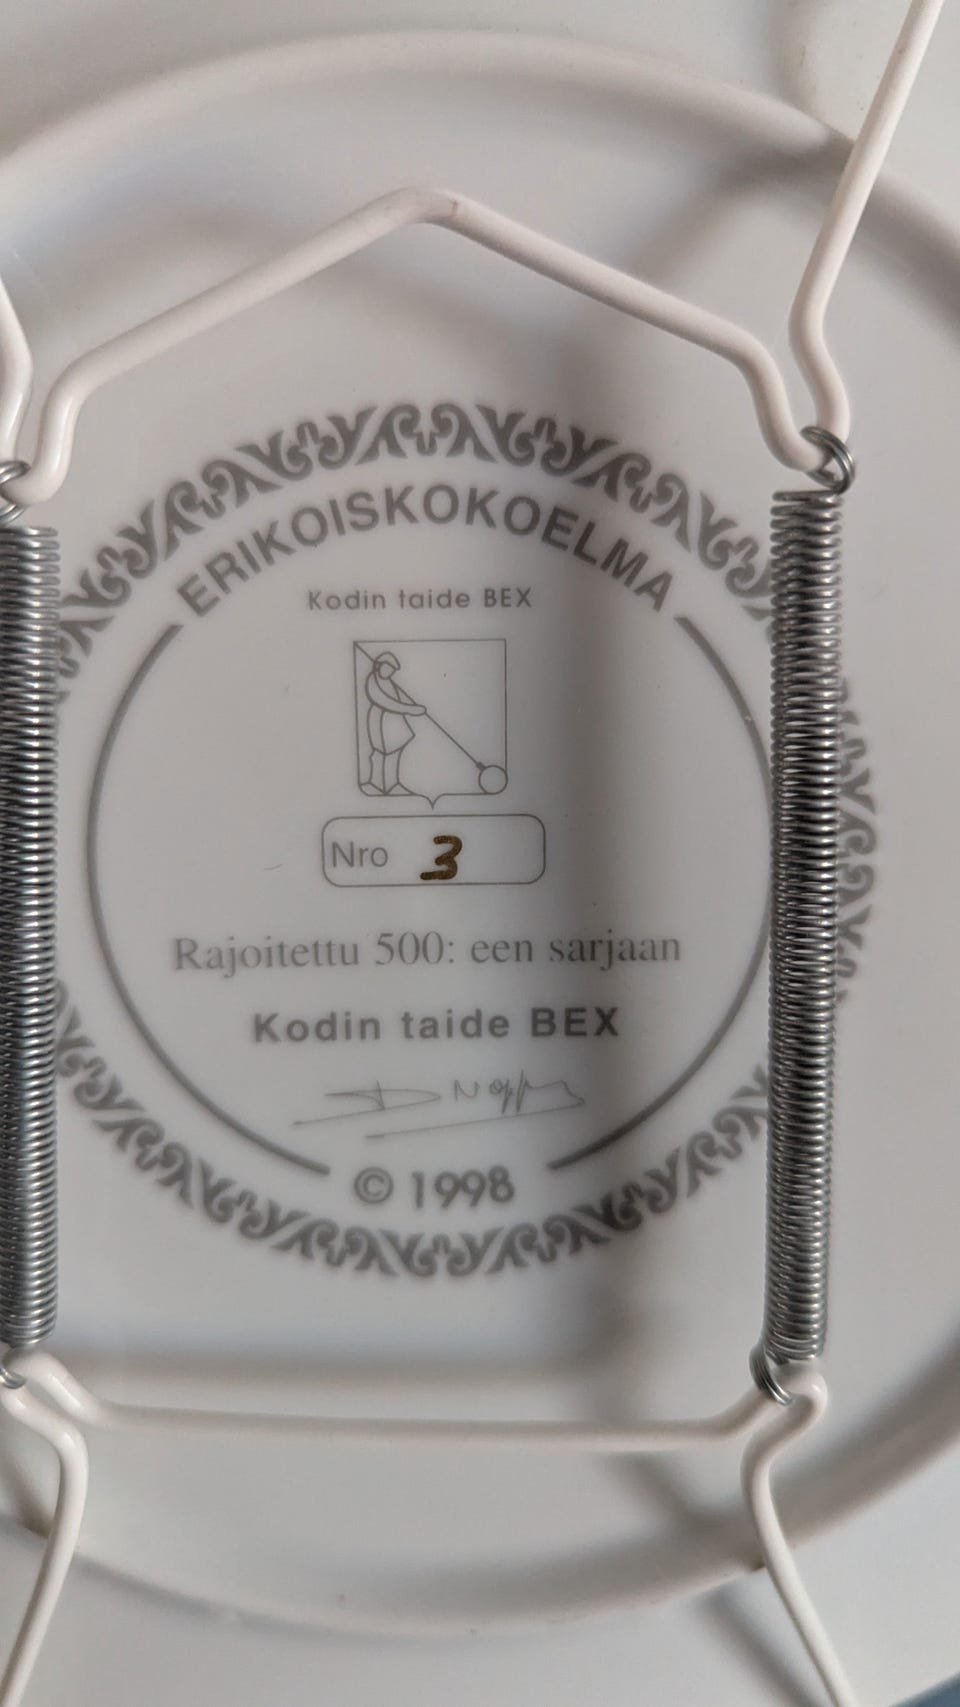 ERIKOISKOKOELMA
Kodin taide BEX
Nro 3
Rajoitettu 500: een sarjaan
Kodin taide BEX
© 1998